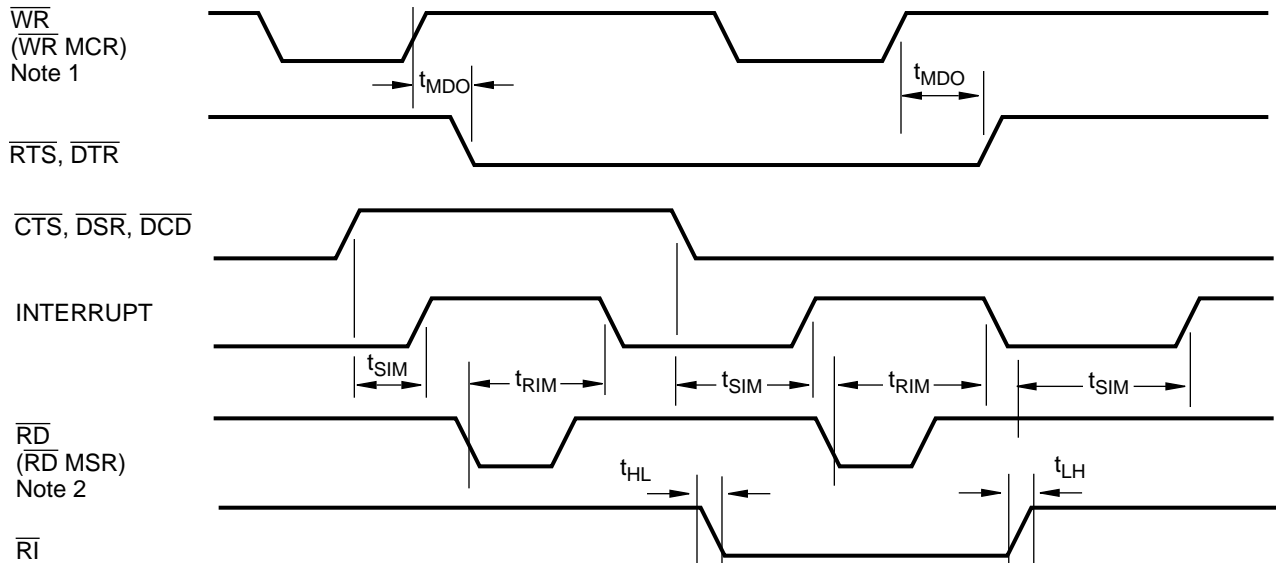 WR
(WR MCR)
Note 1
tMDO
tMDO
RTS, DTR
CTS, DSR, DCD
INTERRUPT
tSIM
tRIM
tSIM
tRIM
tSIM
RD
(RD MSR)
Note 2
tHL
tLH
RI